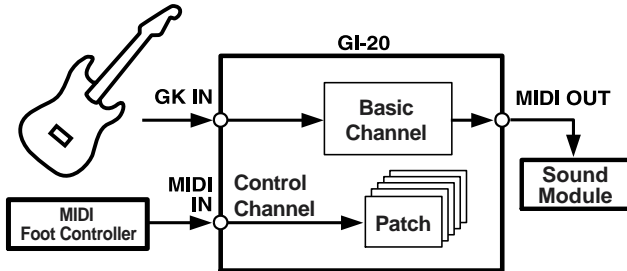 GI-20
GK IN
Basic
Channel
MIDI OUT
Sound
Module
MIDI
IN
Control
Channel
Patch
MIDI
Foot Controller